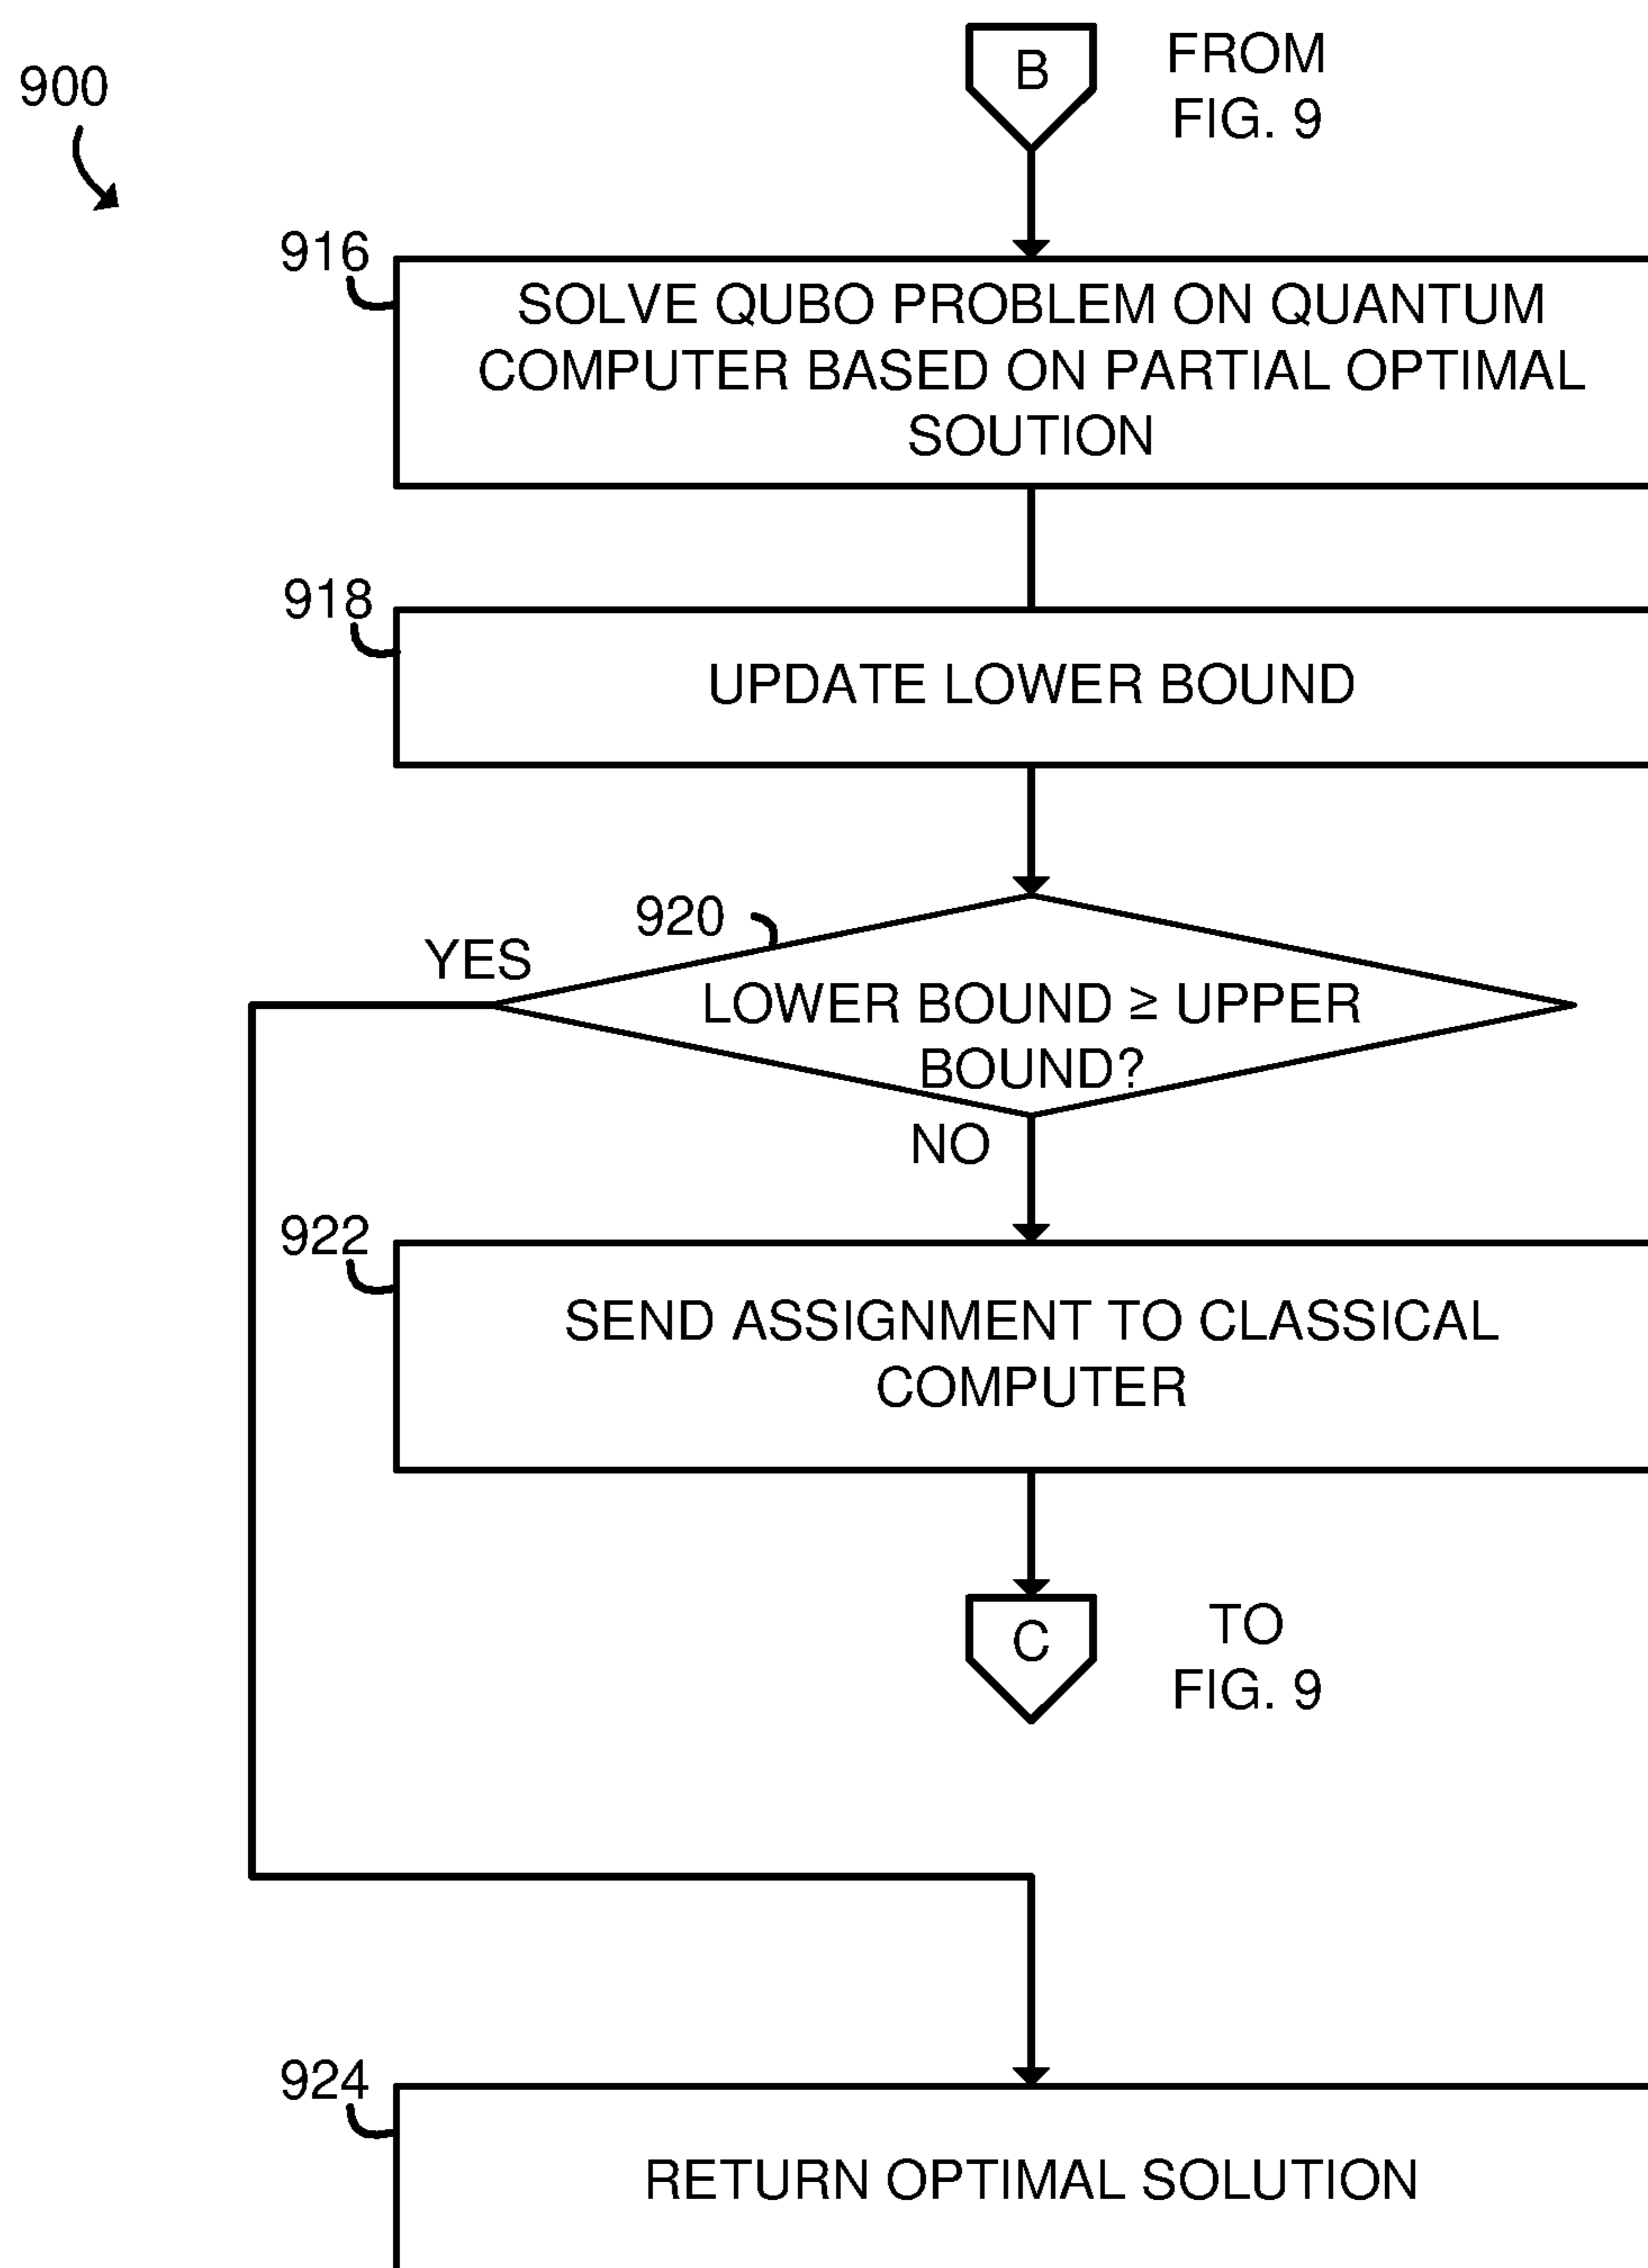 900
B
FROM
FIG. 9
916
SOLVE QUBO PROBLEM ON QUANTUM
COMPUTER BASED ON PARTIAL OPTIMAL
SOUTION
918
UPDATE LOWER BOUND
920
YES
LOWER BOUND ≥ UPPER
BOUND?
NO
922
SEND ASSIGNMENT TO CLASSICAL
COMPUTER
C
TO
FIG. 9
924
RETURN OPTIMAL SOLUTION